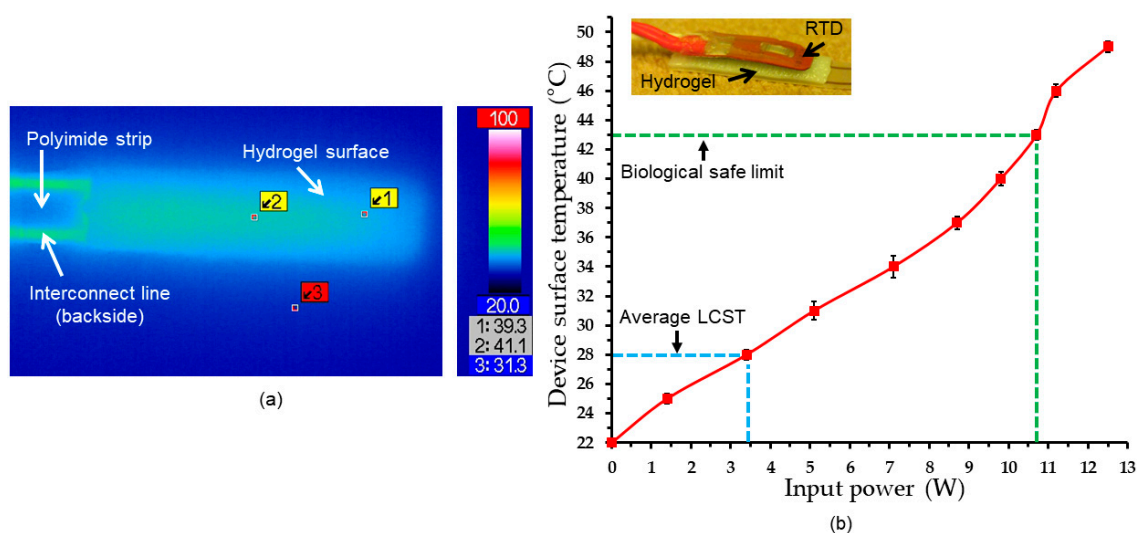 Polyimide strip
Hydrogel surface
2
1
3
Interconnect line
(backside)
100
20.0
1: 39.3
2: 41.1
3: 31.3
(a)
RTD
Hydrogel
Device surface temperature (°C)
50
48
46
44
42
40
38
36
34
32
30
28
26
24
22
Biological safe limit
Average LCST
0 1 2 3 4 5 6 7 8 9 10 11 12 13
Input power (W)
(b)